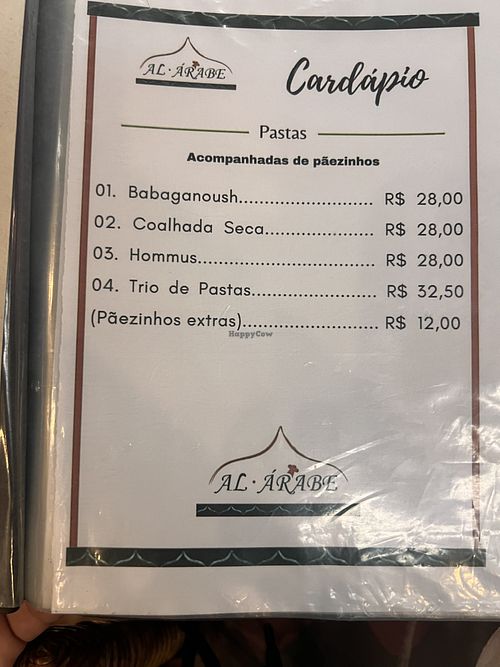 AL · ÁRABE
Cardápio
Pastas
Acompanhadas de pãezinhos
01. Babaganoush......................... R$ 28,00
02. Coalhada Seca.................... R$ 28,00
03. Hommus................................. R$ 28,00
04. Trio de Pastas....................... R$ 32,50
(Pãezinhos extras)......................... R$ 12,00
HappyCow
AL · ÁRABE